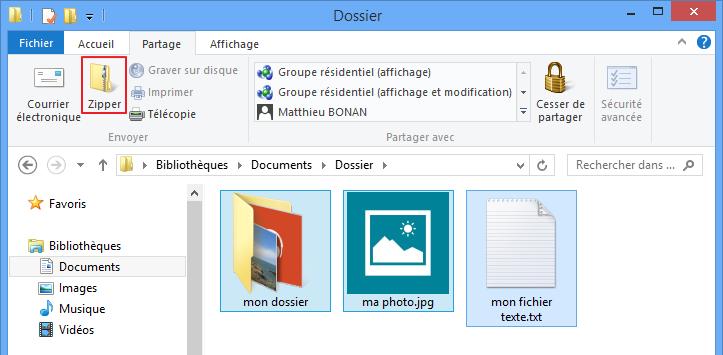 Dossier
Fichier Accueil Partage Affichage
Courrier électronique
Zipper
Graver sur disque
Imprimer
Télécopie
Envoyer
Groupe résidentiel (affichage)
Groupe résidentiel (affichage et modification)
Matthieu BONAN
Partager avec
Cesser de partager
Sécurité avancée
Bibliothèques Documents Dossier
Rechercher dans ...
Favoris
Bibliothèques
Documents
Images
Musique
Vidéos
mon dossier
ma photo.jpg
mon fichier
texte.txt